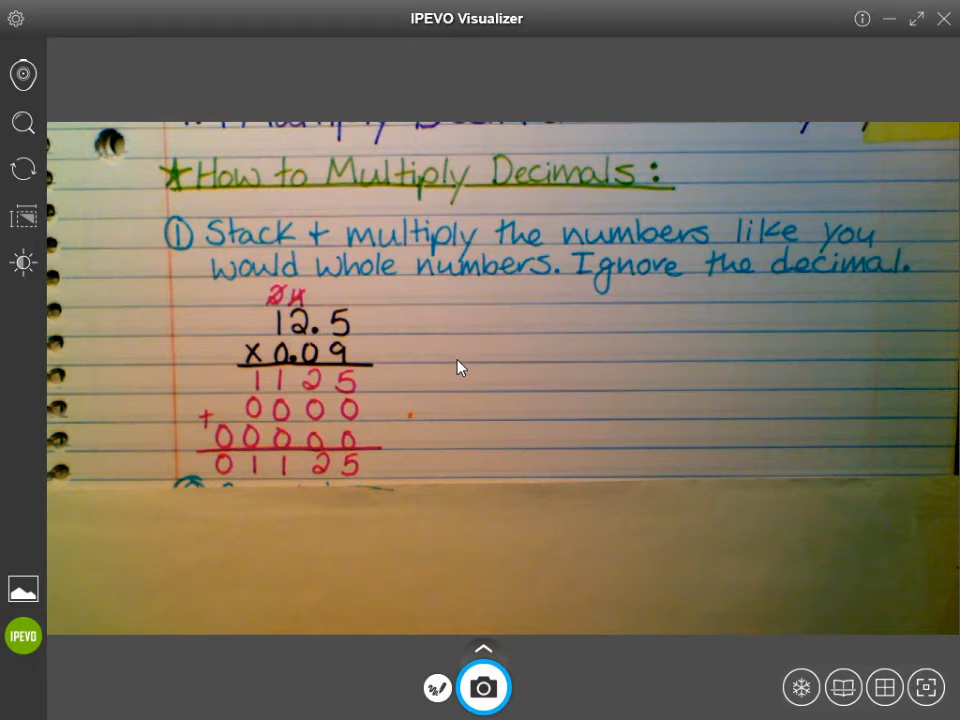 IPEVO Visualizer
★How to Multiply Decimals:
① Stack + multiply the numbers like you
would whole numbers. Ignore the decimal.
24
12.5
x 0.09
1125
+ 0000
00000
01125
IPEVO